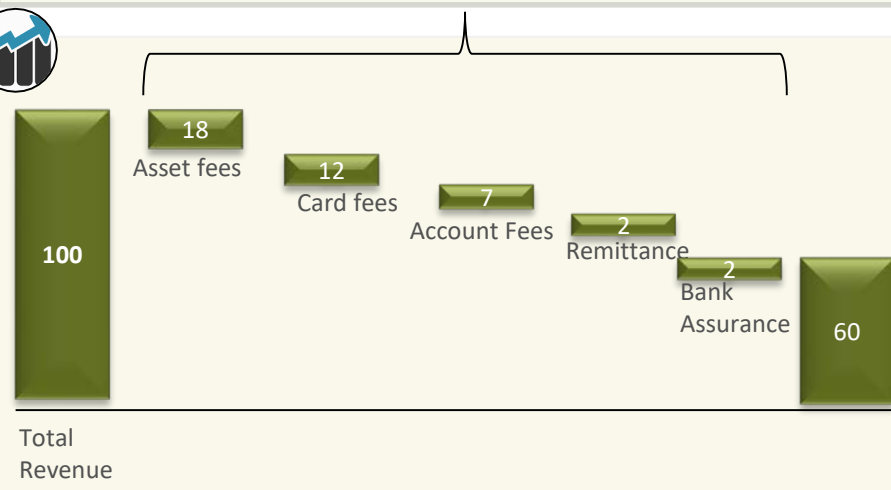 18
Asset fees
12
Card fees
7
Account Fees
2
Remittance
2
Bank
Assurance
100
60
Total
Revenue